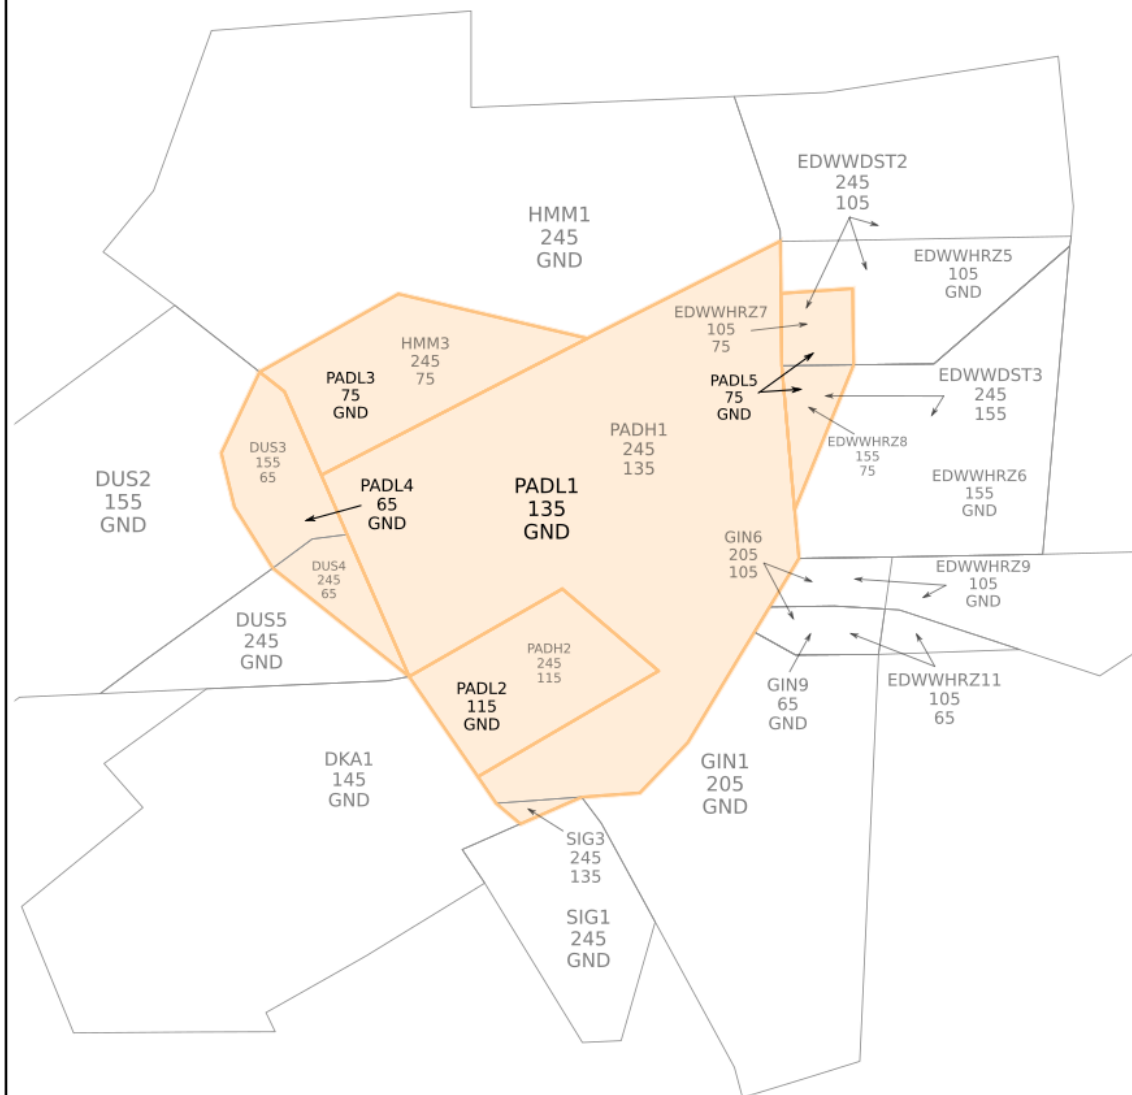 EDWWDST2
245
105
HMM1
245
GND
EDWWHRZ5
105
GND
EDWWHRZ7
105
75
HMM3
245
75
PADL3
75
GND
PADL5
75
GND
EDWWDST3
245
155
PADH1
245
135
EDWWHRZ8
155
75
DUS3
155
65
DUS2
155
GND
PADL4
65
GND
PADL1
135
GND
EDWWHRZ6
155
GND
GIN6
205
105
DUS4
245
65
EDWWHRZ9
105
GND
DUS5
245
GND
PADH2
245
115
PADL2
115
GND
GIN9
65
GND
EDWWHRZ11
105
65
DKA1
145
GND
GIN1
205
GND
SIG3
245
135
SIG1
245
GND